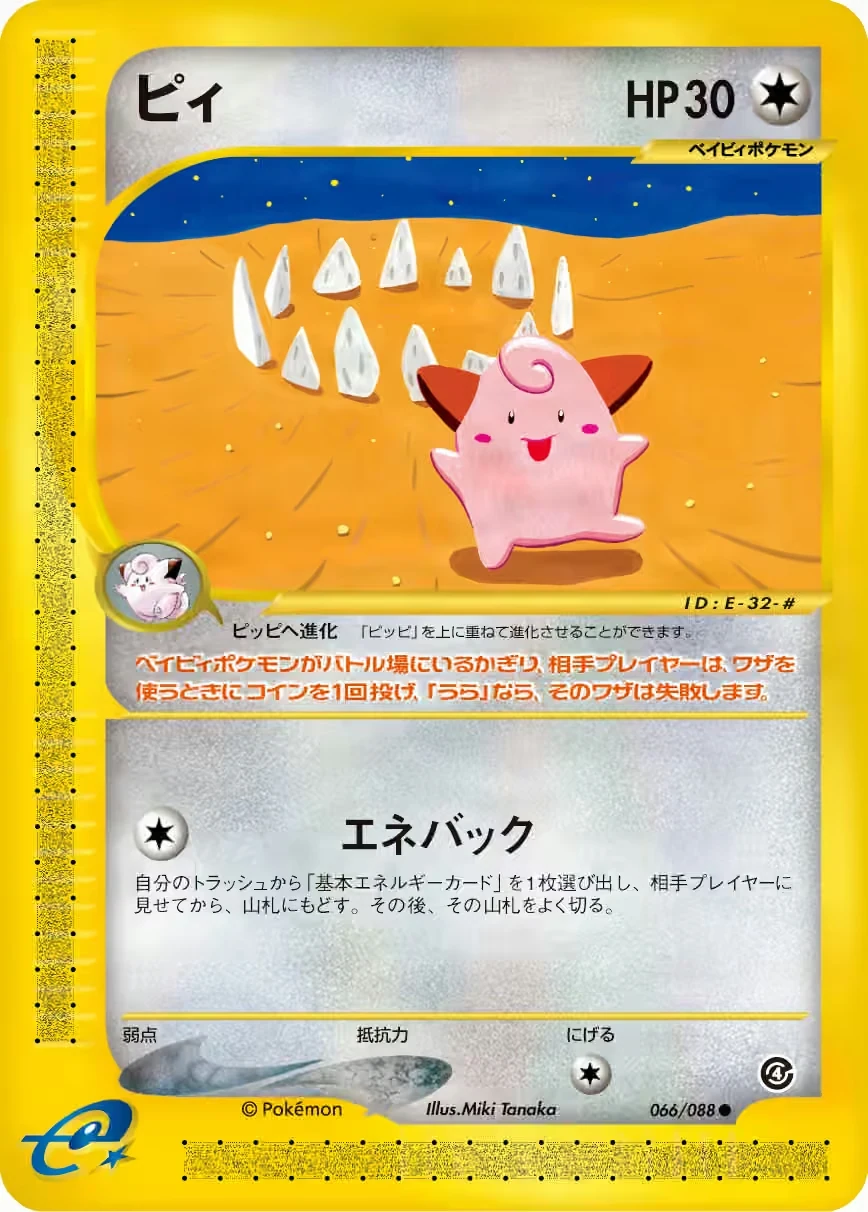 ピィ
HP30
ベイビィポケモン
ID:E-32-#
ピッピへ進化 「ピッピ」を上に重ねて進化させることができます。
ベイビィポケモンがバトル場にいるかぎり、相手プレイヤーは、ワザを
使うときにコインを1回投げ、「うら」なら、そのワザは失敗します。
エネバック
自分のトラッシュから「基本エネルギーカード」を1枚選び出し、相手プレイヤーに
見せてから、山札にもどす。その後、その山札をよく切る。
弱点 抵抗力 にげる
4
© Pokémon Illus.Miki Tanaka 066/088●
e